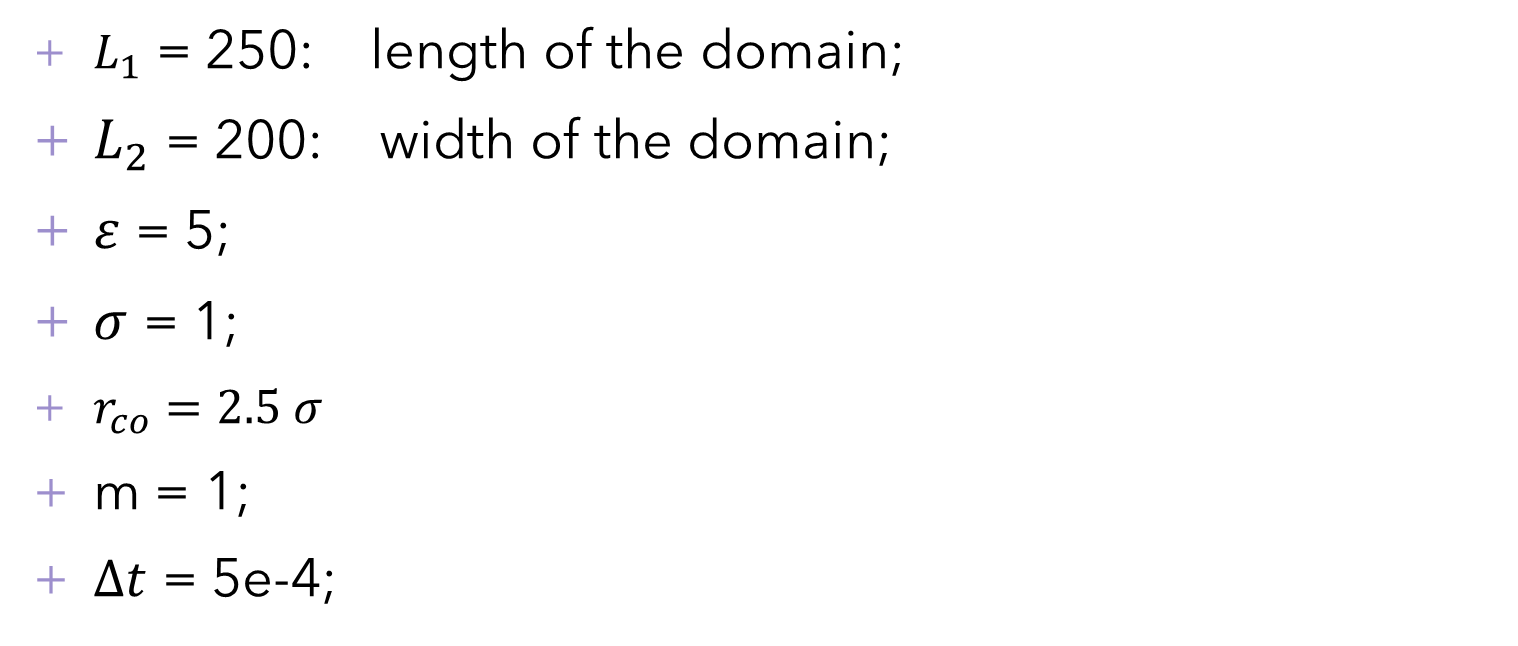 + L₁ = 250: length of the domain;
+ L₂ = 200: width of the domain;
+ ε = 5;
+ σ = 1;
+ r_co = 2.5 σ
+ m = 1;
+ Δt = 5e-4;